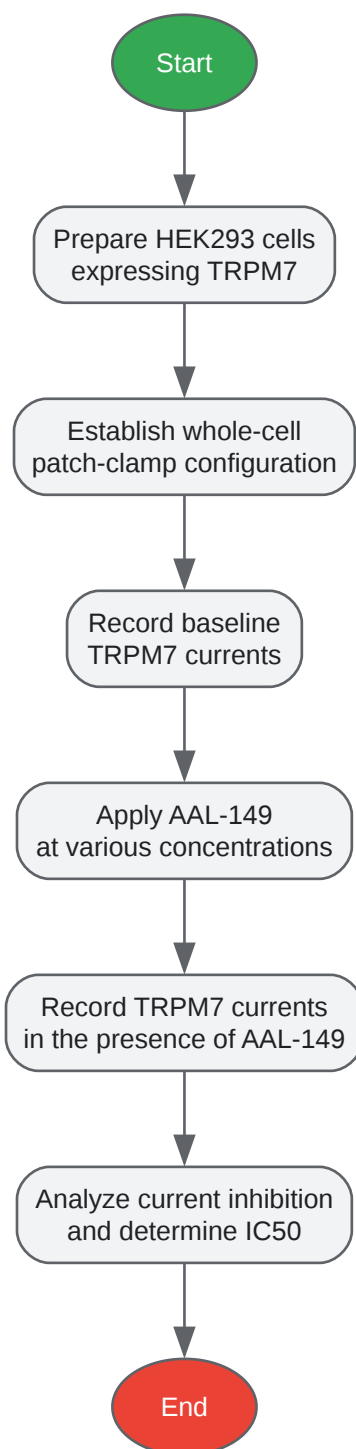 Start
Prepare HEK293 cells
expressing TRPM7
Establish whole-cell
patch-clamp configuration
Record baseline
TRPM7 currents
Apply AAL-149
at various concentrations
Record TRPM7 currents
in the presence of AAL-149
Analyze current inhibition
and determine IC50
End